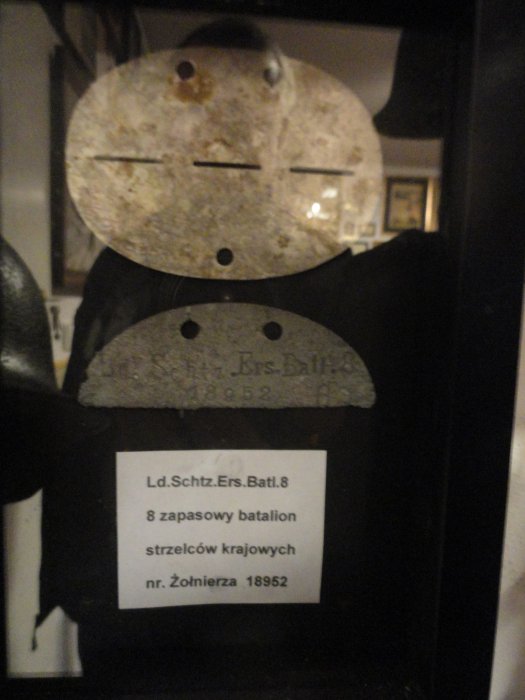 Ld. Schtz. Ers. Batl. 8
18952
Ld.Schtz.Ers.Batl.8
8 zapasowy batalion
strzelców krajowych
nr. Żołnierza 18952